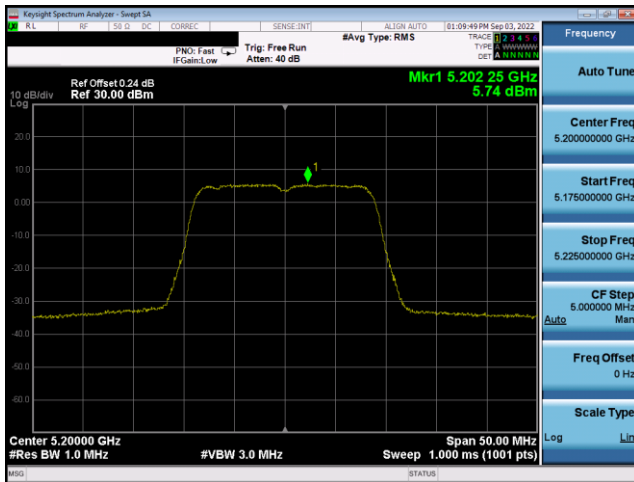 Keysight Spectrum Analyzer - Swept SA
RL RF 50 Ω DC CORREC SENSE:INT ALIGN AUTO 01:09:49PM Sep 03, 2022
#Avg Type: RMS
TRACE 1 2 3 4 5 6
PNO: Fast Trig: Free Run
TYPE A WWWWW
IFGain:Low Atten: 40 dB
DET A N N N N N
Frequency
Mkr1 5.202 25 GHz
5.74 dBm
Ref Offset 0.24 dB
10 dB/div Ref 30.00 dBm
Log
20.0
10.0
0.00
-10.0
-20.0
-30.0
-40.0
-50.0
-60.0
1
Center 5.20000 GHz Span 50.00 MHz
#Res BW 1.0 MHz #VBW 3.0 MHz Sweep 1.000 ms (1001 pts)
MSG STATUS
Auto Tune
Center Freq
5.200000000 GHz
Start Freq
5.175000000 GHz
Stop Freq
5.225000000 GHz
CF Step
5.000000 MHz
Auto Man
Freq Offset
0 Hz
Scale Type
Log Lin